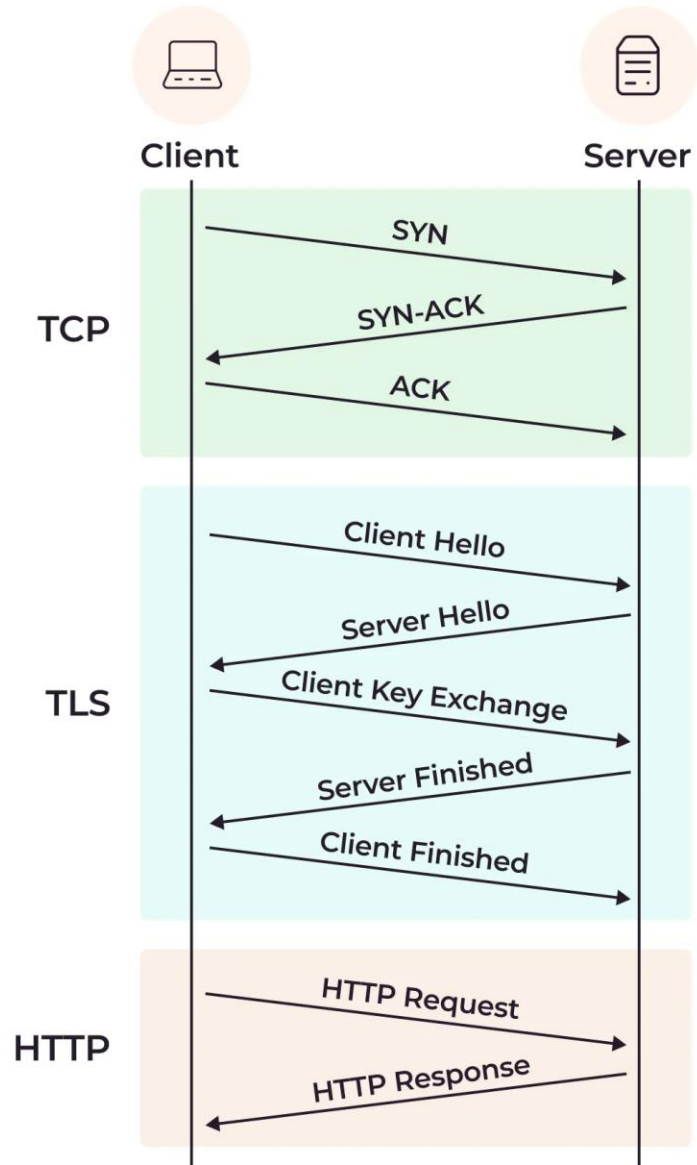 Client
Server
TCP
SYN
SYN-ACK
ACK
TLS
Client Hello
Server Hello
Client Key Exchange
Server Finished
Client Finished
HTTP
HTTP Request
HTTP Response